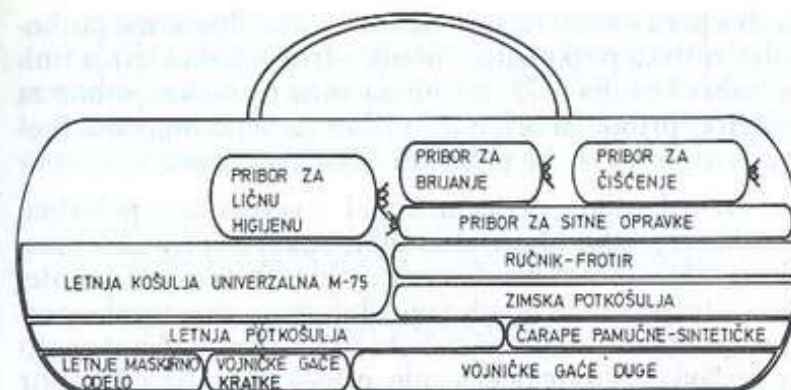 PRIBOR ZA
LIČNU
HIGIJENU
PRIBOR ZA
BRIJANJE
PRIBOR ZA
ČIŠĆENJE
PRIBOR ZA SITNE OPRAVKE
LETNJA KOŠULJA UNIVERZALNA M-75
RUČNIK-FROTIR
ZIMSKA POTKOŠULJA
LETNJA POTKOŠULJA
ČARAPE PAMUČNE-SINTETIČKE
LETNJE MASKIRNO
ODELO
VOJNIČKE GAĆE
KRATKE
VOJNIČKE GAĆE DUGE